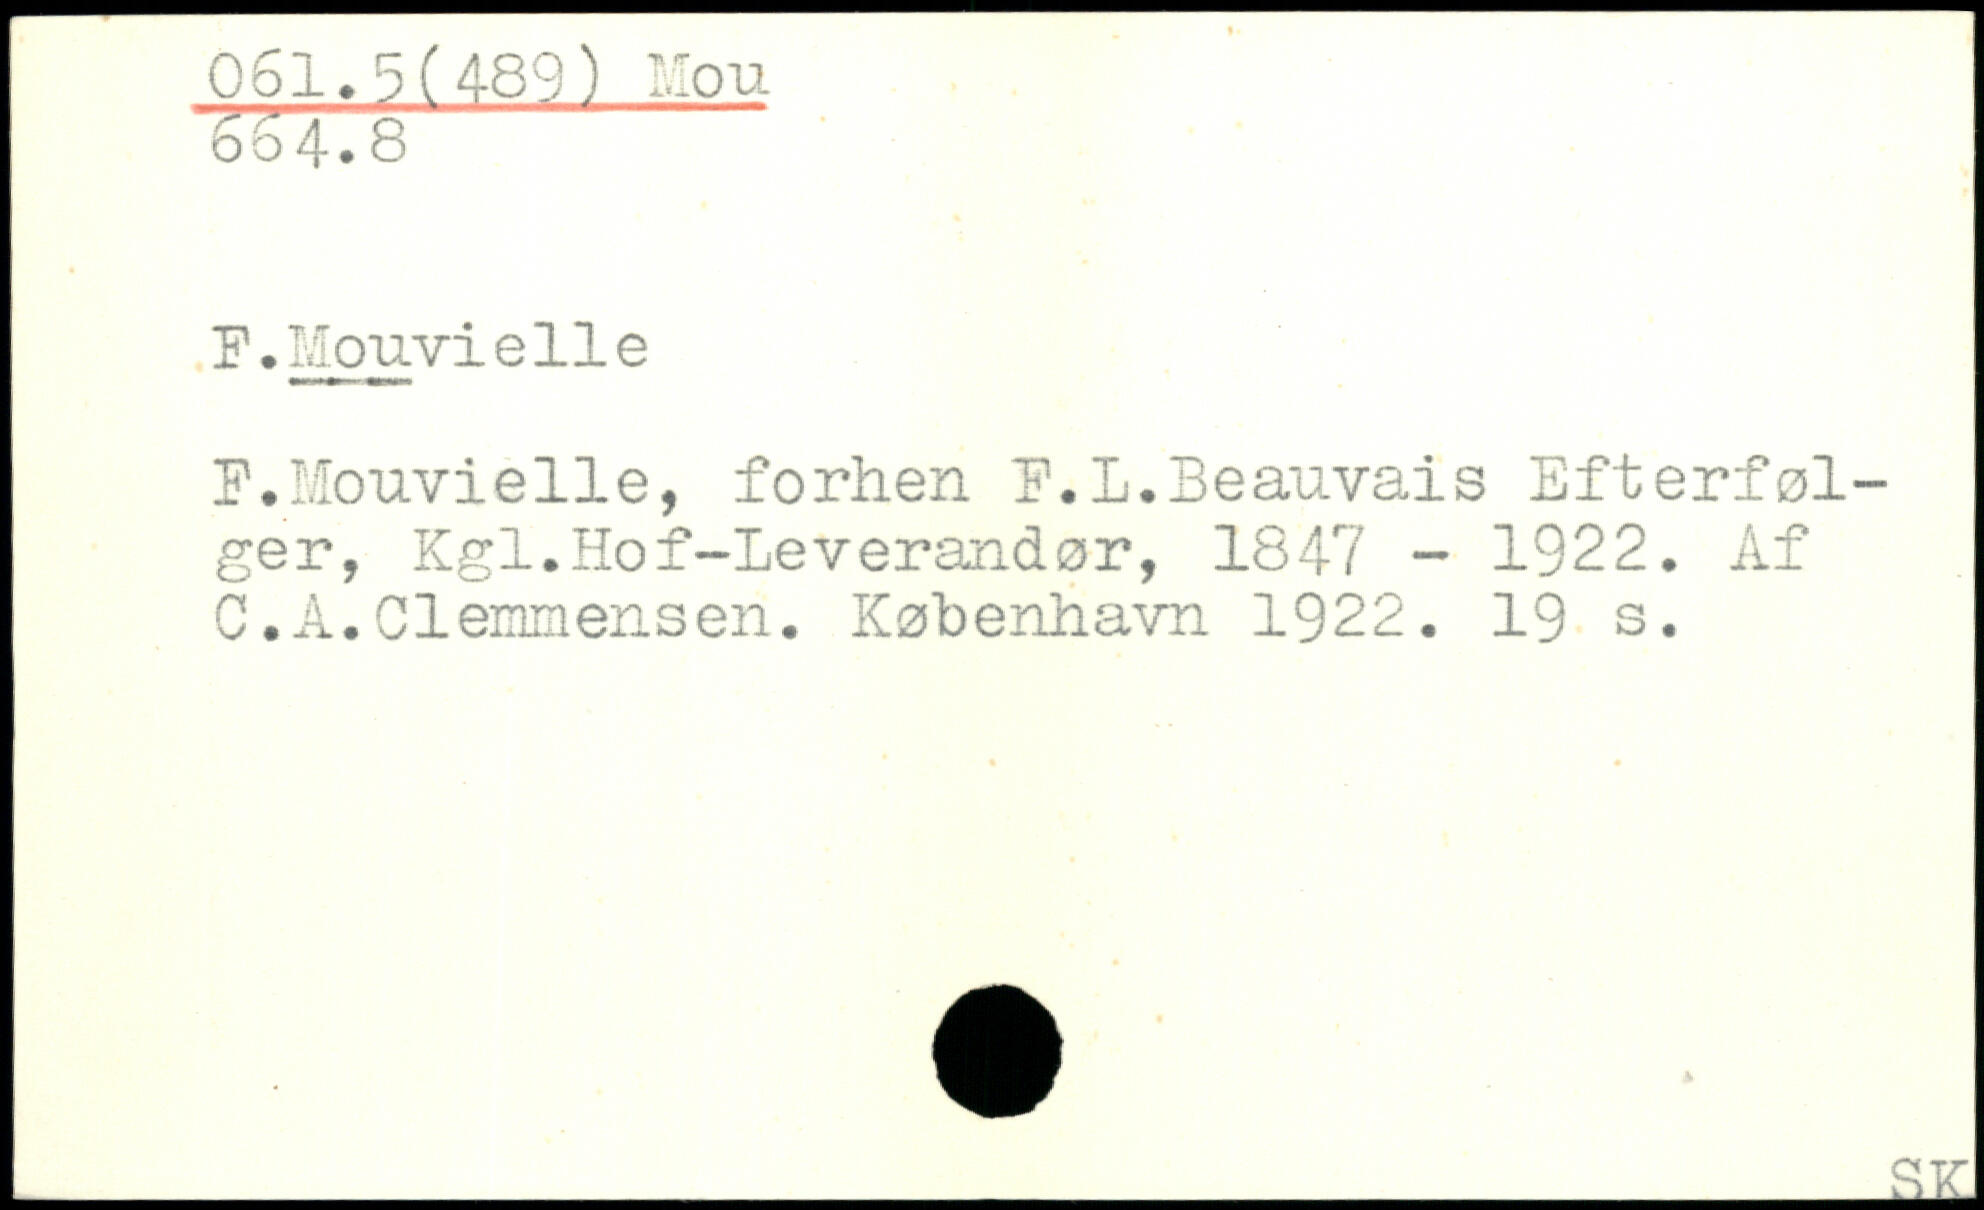 061.5(489) Mou
664.8
F.Mouvielle
F.Mouvielle, forhen F.L.Beauvais Efterføl-
ger, Kgl.Hof-Leverandør, 1847 - 1922. Af
C.A.Clemmensen. København 1922. 19 s.
SK